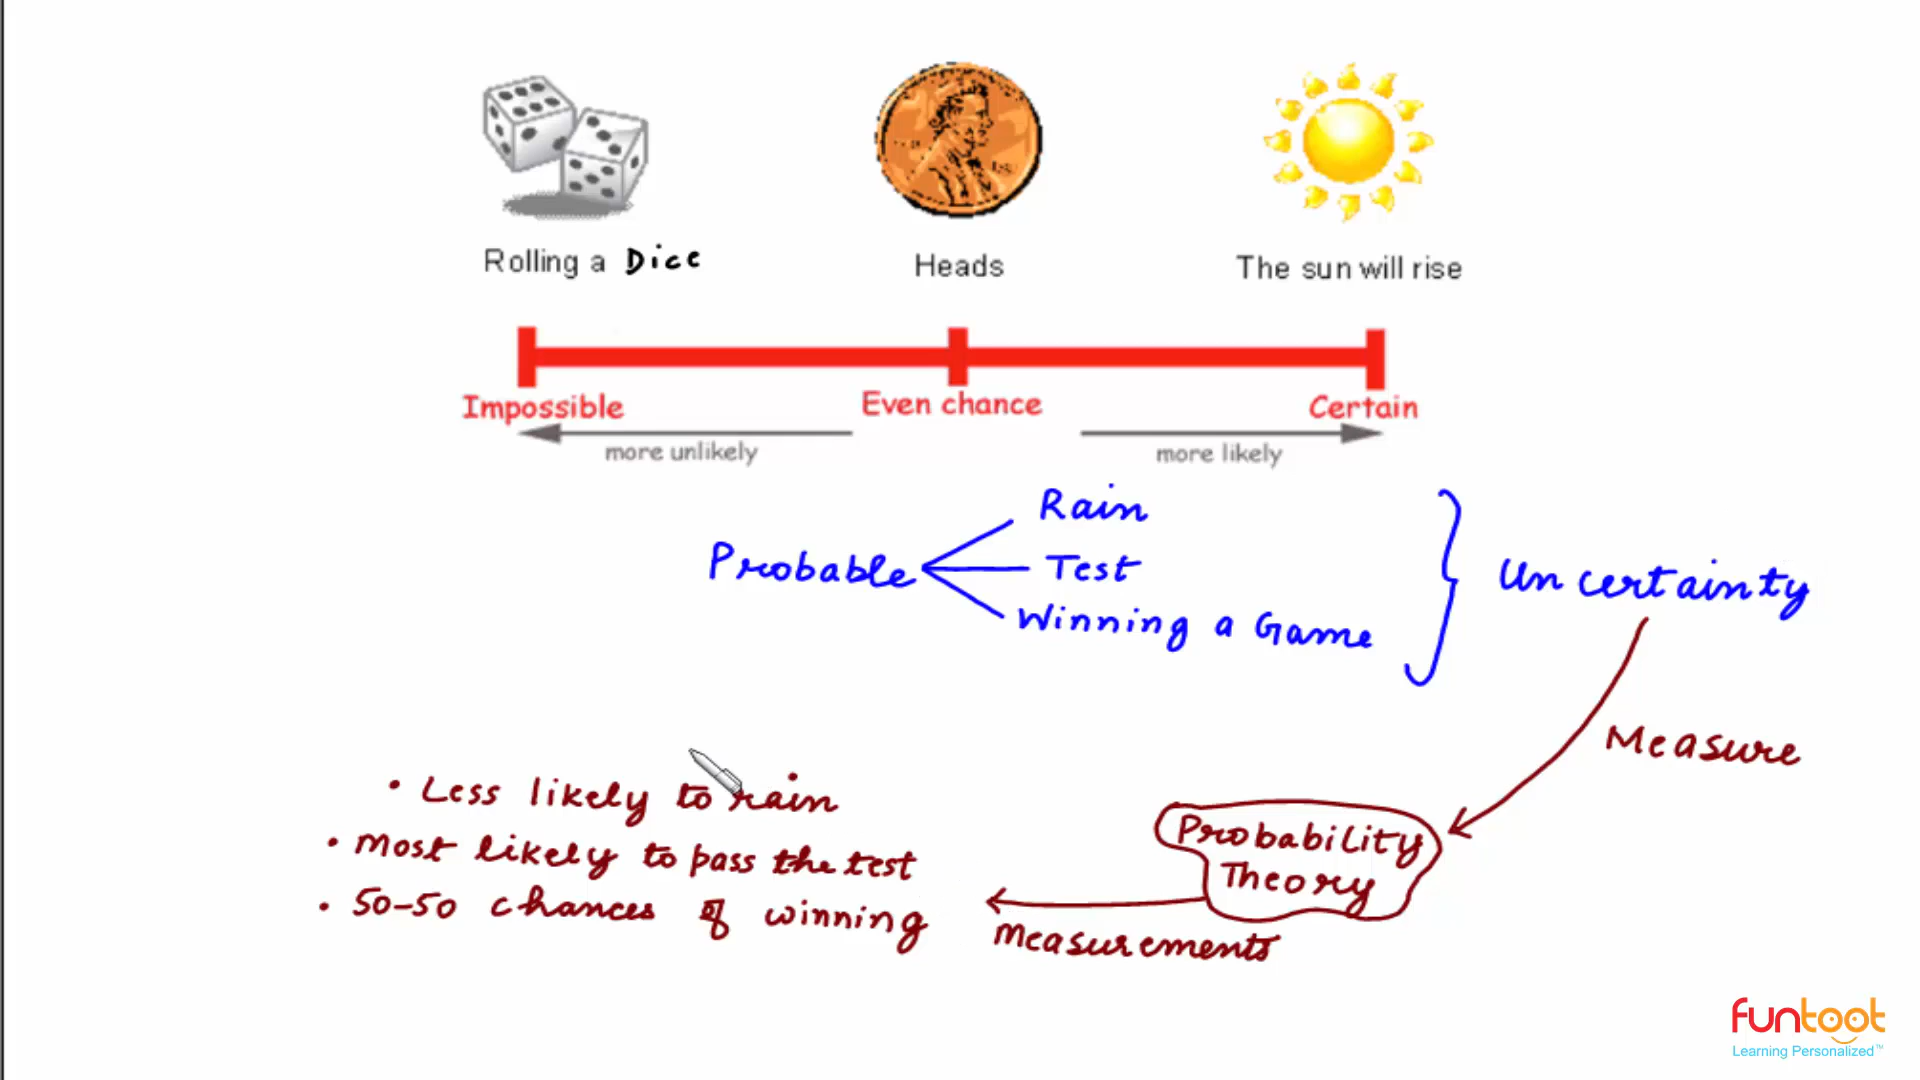 Rolling a Dice
Heads
The sun will rise
Impossible
Even chance
Certain
more unlikely
more likely
Probable
Rain
Test
Winning a Game
Uncertainty
Measure
Probability
Theory
Measurements
• Less likely to rain
• Most likely to pass the test
• 50-50 chances of winning
funtoot
Learning Personalized™